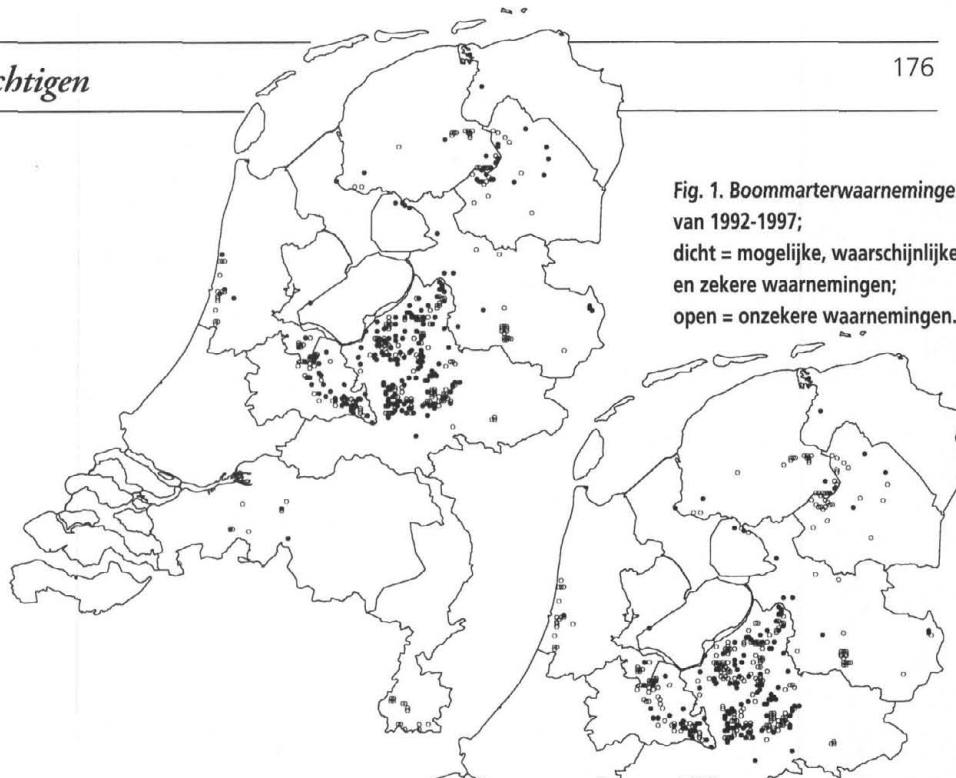 chtigen
176
Fig. 1. Boommarterwaarneminge
van 1992-1997;
dicht = mogelijke, waarschijnlijke
en zekere waarnemingen;
open = onzekere waarnemingen.